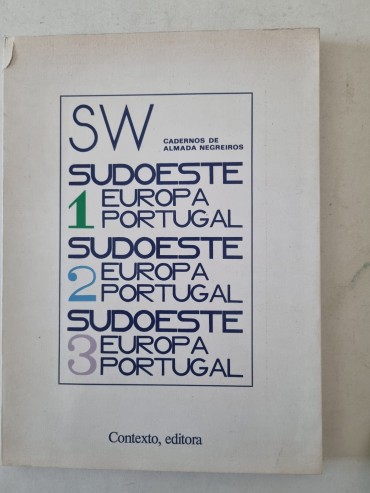 SW
CADERNOS DE
ALMADA NEGREIROS
SUDOESTE
1 EUROPA
PORTUGAL
SUDOESTE
2 EUROPA
PORTUGAL
SUDOESTE
3 EUROPA
PORTUGAL
Contexto, editora